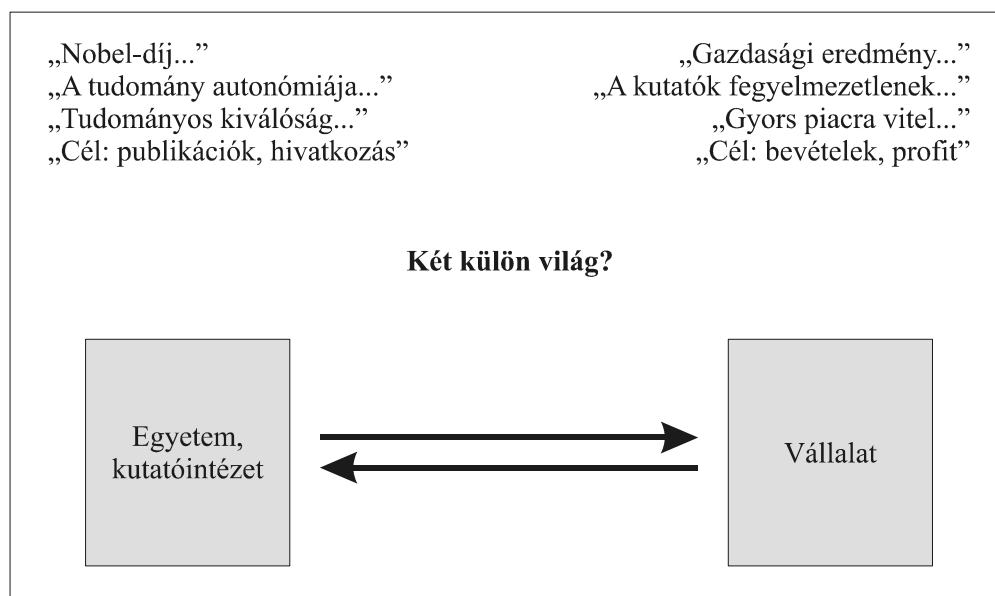 „Nobel-díj...”
„A tudomány autonómiája...”
„Tudományos kiválóság...”
„Cél: publikációk, hivatkozás”
„Gazdasági eredmény...”
„A kutatók fegyelmezetlenek...”
„Gyors piacra vitel...”
„Cél: bevételek, profit”
Két külön világ?
Egyetem,
kutatóintézet
Vállalat